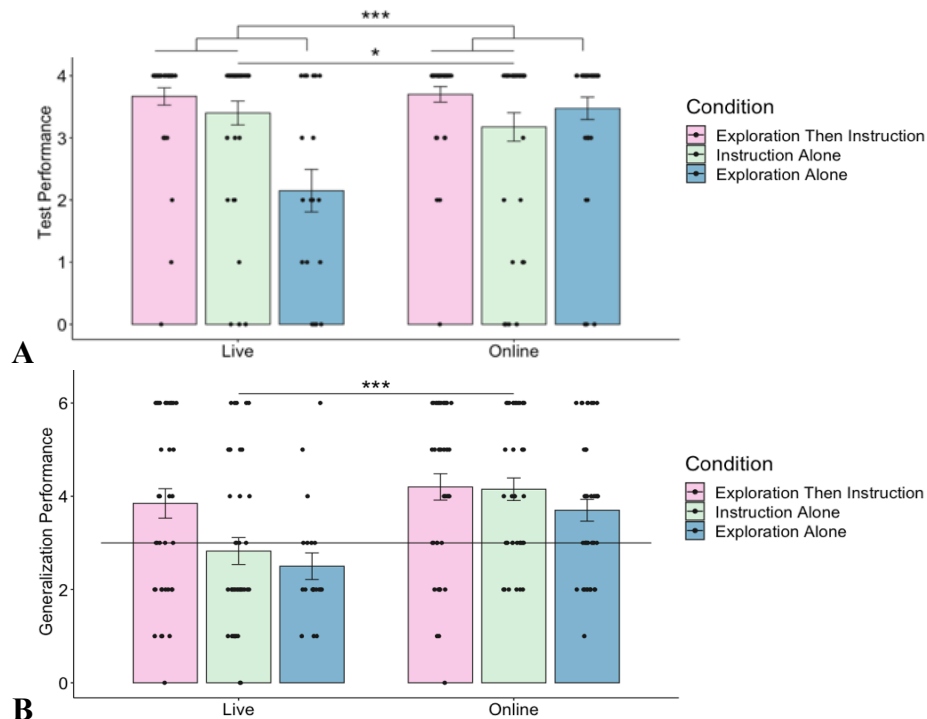 ***
*
4
3
2
1
0
Test Performance
Live
Online
Condition
Exploration Then Instruction
Instruction Alone
Exploration Alone
A
***
6
4
2
0
Generalization Performance
Live
Online
Condition
Exploration Then Instruction
Instruction Alone
Exploration Alone
B